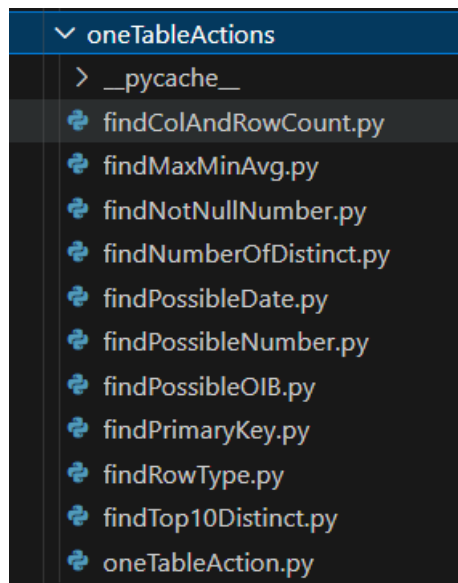 oneTableActions
__pycache__
findColAndRowCount.py
findMaxMinAvg.py
findNotNullNumber.py
findNumberOfDistinct.py
findPossibleDate.py
findPossibleNumber.py
findPossibleOIB.py
findPrimaryKey.py
findRowType.py
findTop10Distinct.py
oneTableAction.py